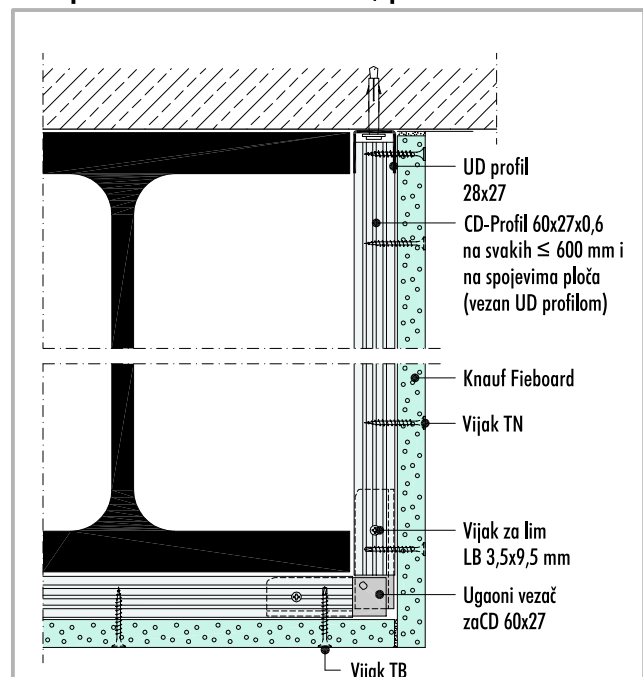 UD profil
28x27
CD-Profil 60x27x0,6
na svakih ≤ 600 mm i
na spojevima ploča
(vezan UD profilom)
Knauf Fieboard
Vijak TN
Vijak za lim
LB 3,5x9,5 mm
Ugaoni vezač
zaCD 60x27
Vijak TB